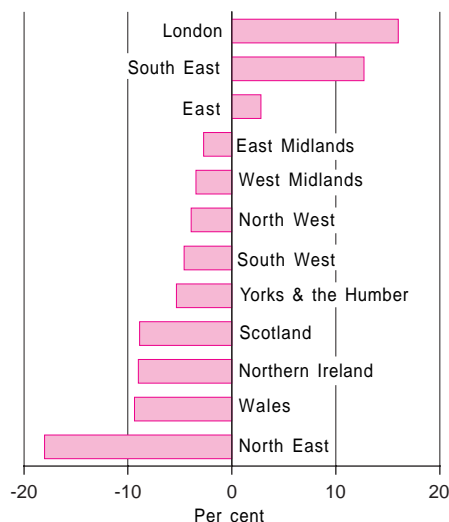 London
South East
East
East Midlands
West Midlands
North West
South West
Yorks & the Humber
Scotland
Northern Ireland
Wales
North East
-20 -10 0 10 20
Per cent